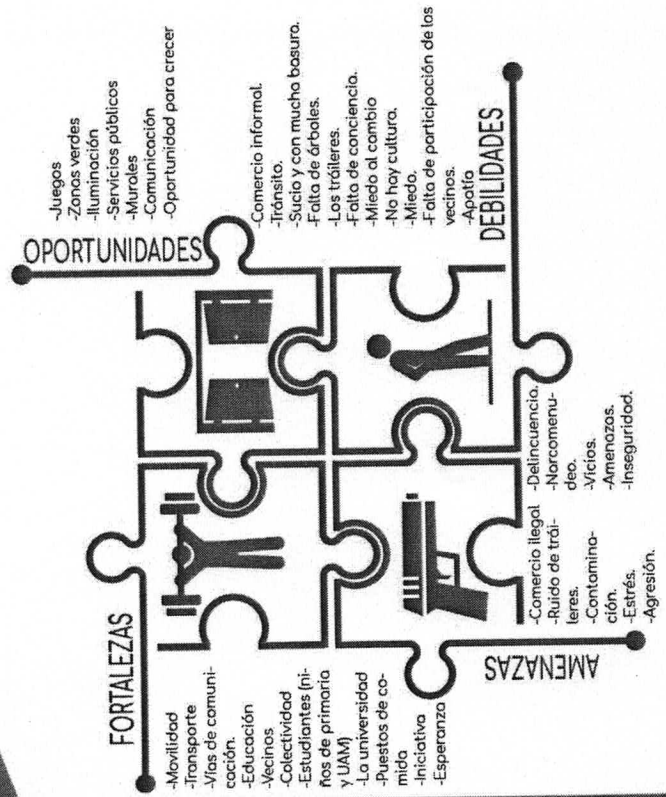 FORTALEZAS
-Movilidad
-Transporte
-Vías de comuni-
cación.
-Educación
-Vecinos
-Colectividad
-Estudiantes (ni-
ños de primaria
y UAM)
-La universidad
-Puestos de co-
mida
-Iniciativa
-Esperanza
OPORTUNIDADES
-Juegos
-Zonas verdes
-Iluminación
-Servicios públicos
-Murales
-Comunicación
-Oportunidad para crecer
AMENAZAS
-Comercio ilegal
-Ruido de trái-
leres.
-Contamina-
ción.
-Estrés.
-Agresión.
-Delincuencia.
-Narcomenu-
deo.
-Vicios.
-Amenazas.
-Inseguridad.
DEBILIDADES
-Comercio informal.
-Tránsito.
-Sucio y con mucha basura.
-Falta de árboles.
-Los tráileres.
-Falta de conciencia.
-Miedo al cambio
-No hay cultura.
-Miedo.
-Falta de participación de los
vecinos.
-Apatía